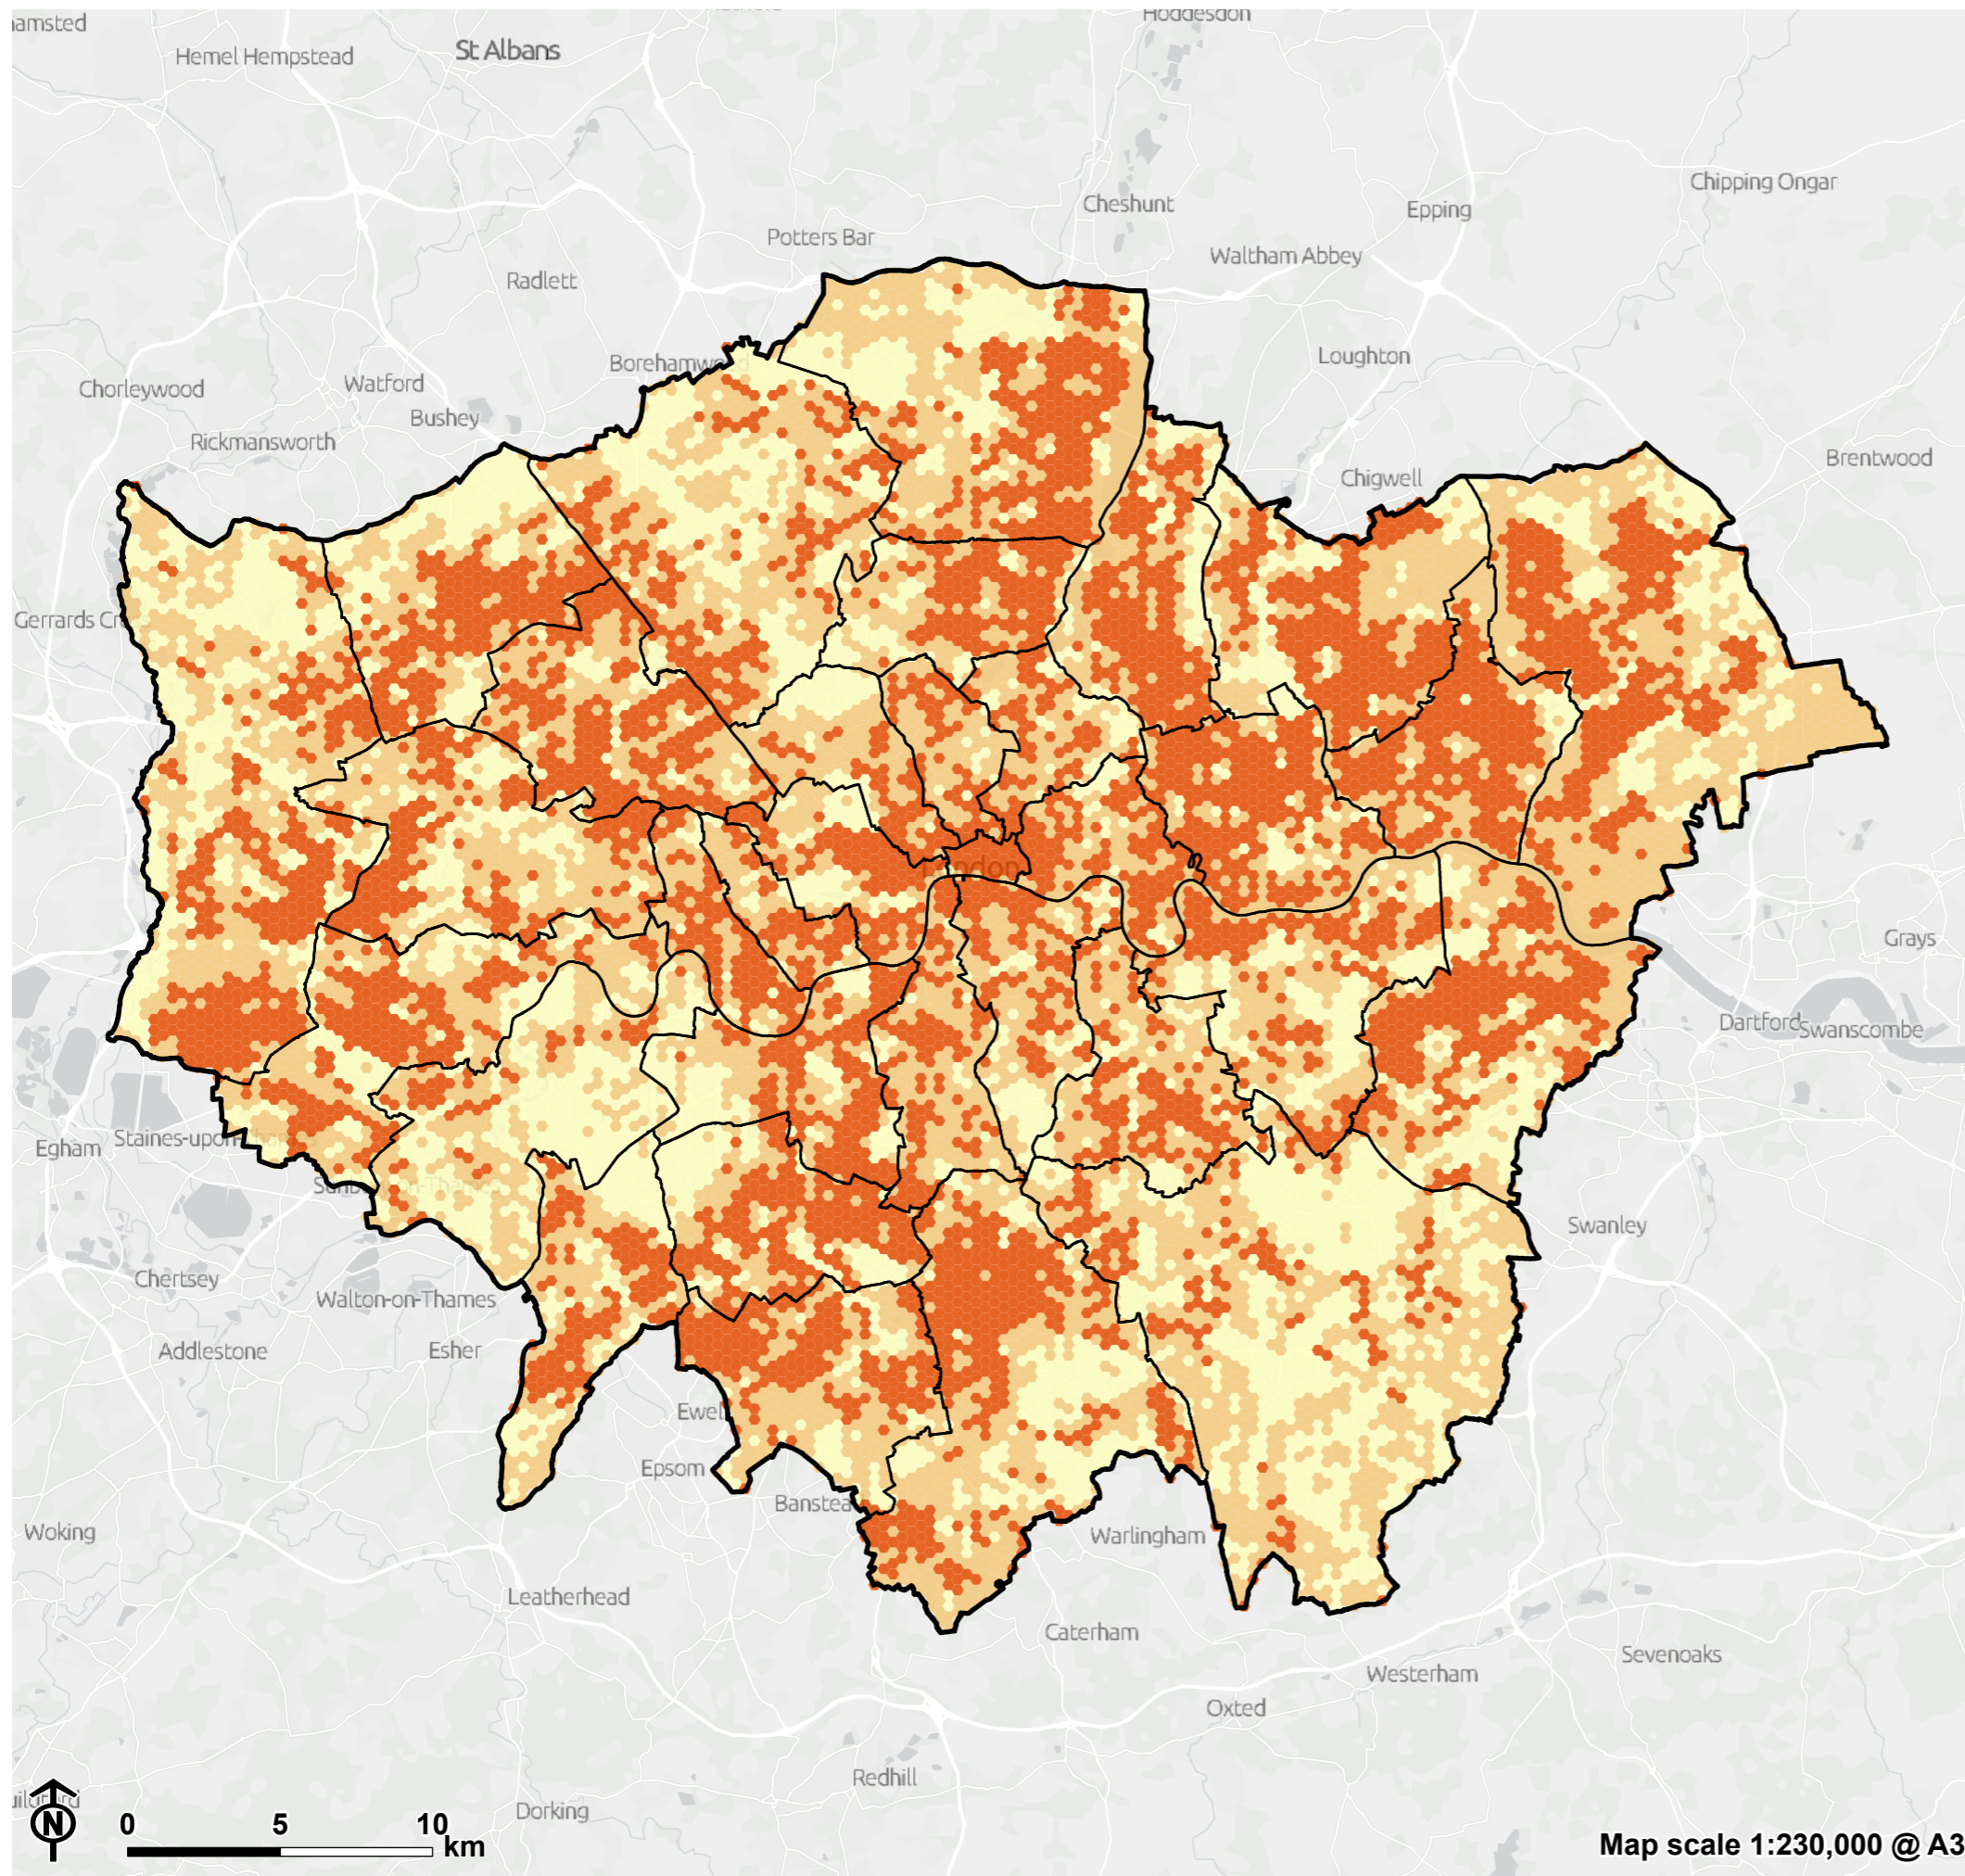 Hemel Hempstead
St Albans
Hoddesdon
Chipping Ongar
Cheshunt
Epping
Potters Bar
Waltham Abbey
Radlett
Loughton
Chorleywood
Watford
Bushey
Rickmansworth
Chigwell
Brentwood
Gerrards
London
Grays
Dartford
Swanscombe
Egham
Swanley
Chertsey
Walton-on-Thames
Addlestone
Esher
Epsom
Woking
Warlingham
Leatherhead
Caterham
Sevenoaks
Westerham
Oxted
Redhill
Dorking
N
0 5 10
km
Map scale 1:230,000 @ A3